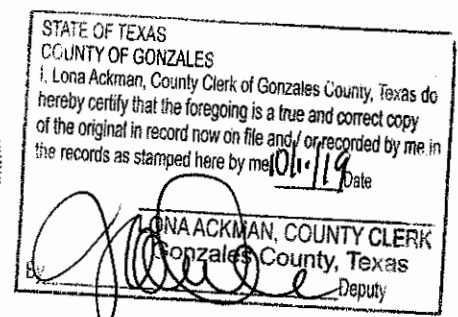 STATE OF TEXAS
COUNTY OF GONZALES
I, Lona Ackman, County Clerk of Gonzales County, Texas do
hereby certify that the foregoing is a true and correct copy
of the original in record now on file and / or recorded by me in
the records as stamped here by me Date
LONA ACKMAN, COUNTY CLERK
Gonzales County, Texas
By Deputy